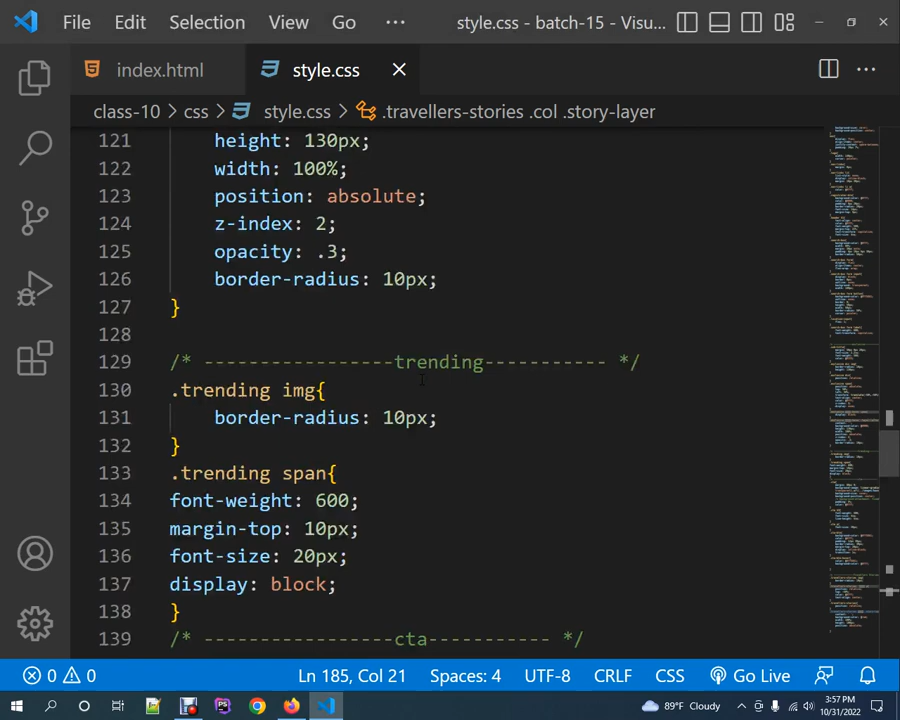 File Edit Selection View Go ··· style.css - batch-15 - Visu...
index.html style.css
class-10 > css > style.css > .travellers-stories .col .story-layer
121 height: 130px;
122 width: 100%;
123 position: absolute;
124 z-index: 2;
125 opacity: .3;
126 border-radius: 10px;
127 }
128
129 /* -----------------trending----------- */
130 .trending img{
131 border-radius: 10px;
132 }
133 .trending span{
134 font-weight: 600;
135 margin-top: 10px;
136 font-size: 20px;
137 display: block;
138 }
139 /* -----------------cta----------- */
0 0 Ln 185, Col 21 Spaces: 4 UTF-8 CRLF CSS Go Live
89°F Cloudy 3:57 PM
10/31/2022